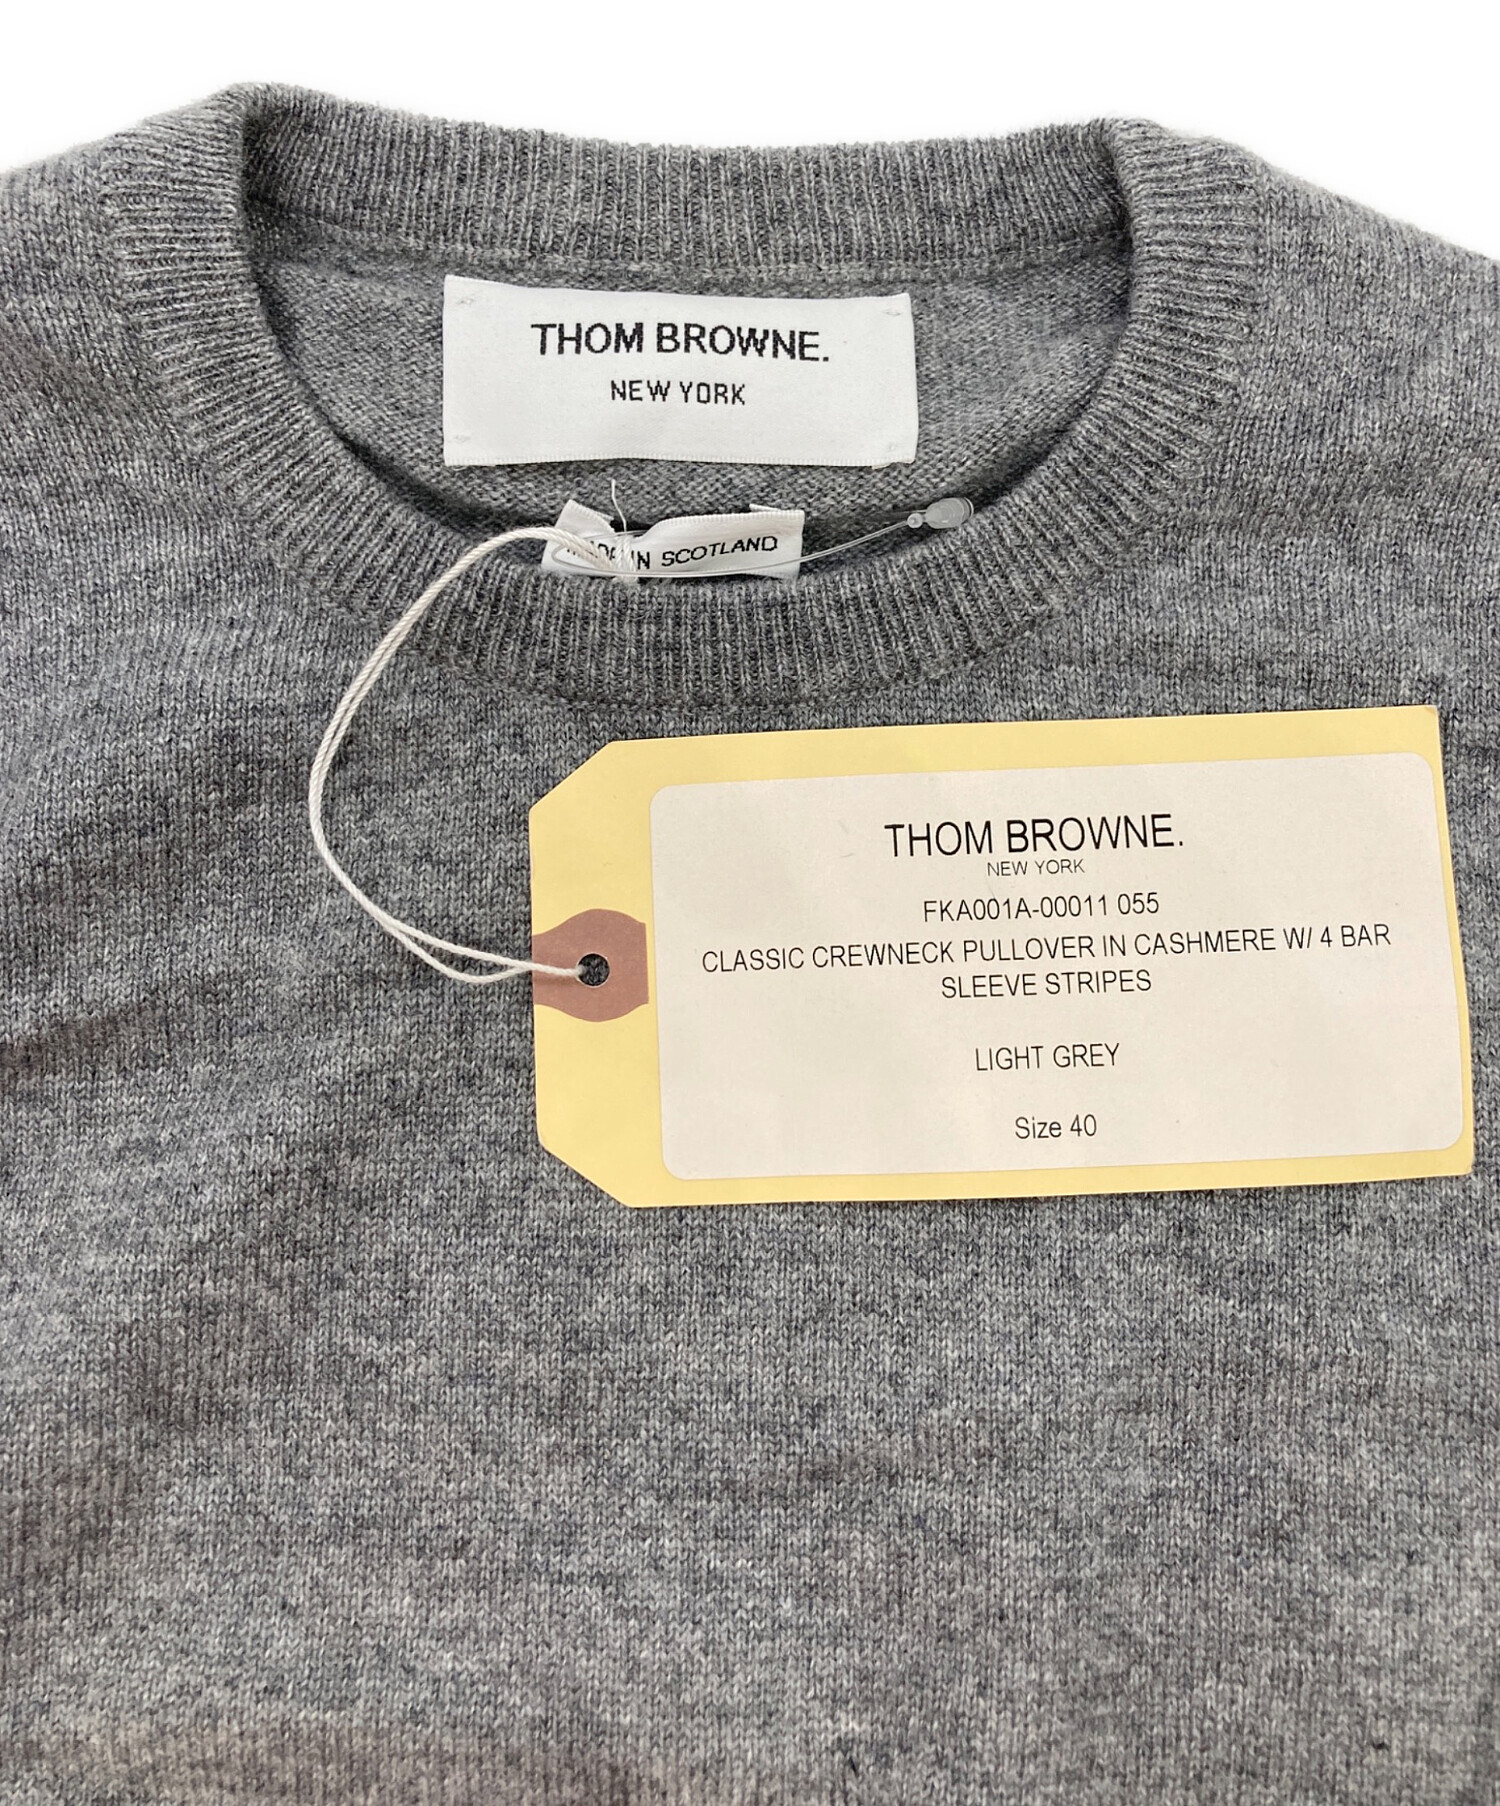 THOM BROWNE.
NEW YORK
MADE IN SCOTLAND
THOM BROWNE.
NEW YORK
FKA001A-00011 055
CLASSIC CREWNECK PULLOVER IN CASHMERE W/ 4 BAR
SLEEVE STRIPES
LIGHT GREY
Size 40